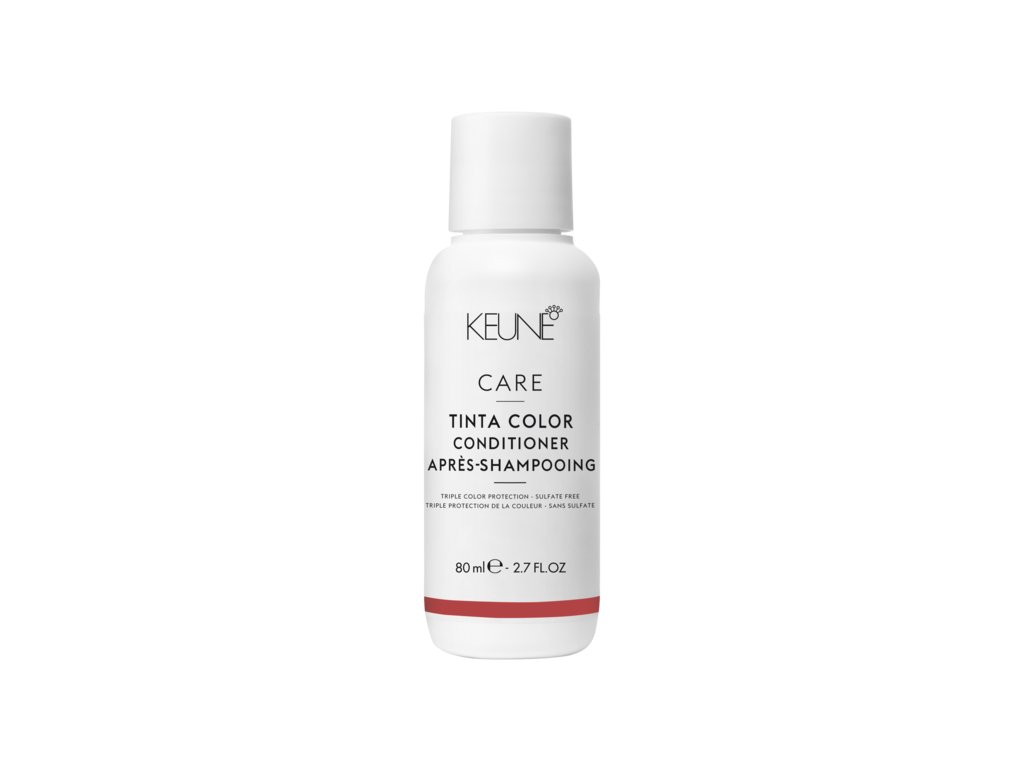 KEUNE
CARE
TINTA COLOR
CONDITIONER
APRÈS-SHAMPOOING
TRIPLE COLOR PROTECTION - SULFATE FREE
TRIPLE PROTECTION DE LA COULEUR - SANS SULFATE
80 ml ℮ - 2.7 FL.OZ